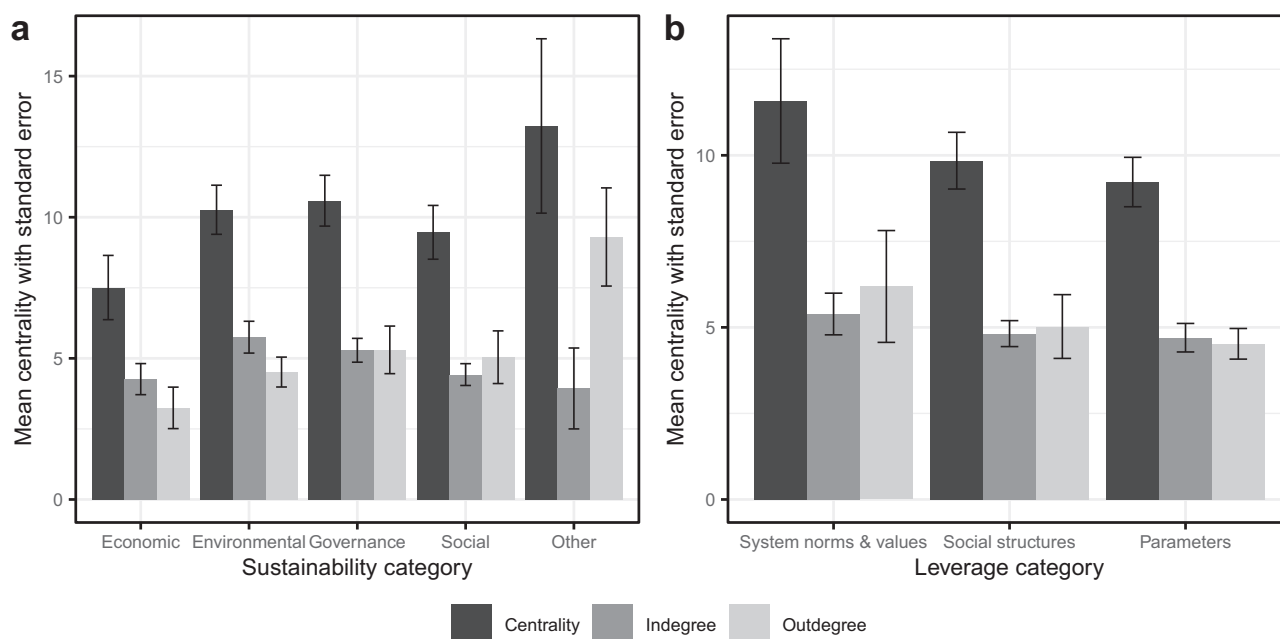 a
Mean centrality with standard error
15
10
5
0
Economic Environmental Governance Social Other
Sustainability category
b
Mean centrality with standard error
10
5
0
System norms & values Social structures Parameters
Leverage category
Centrality Indegree Outdegree